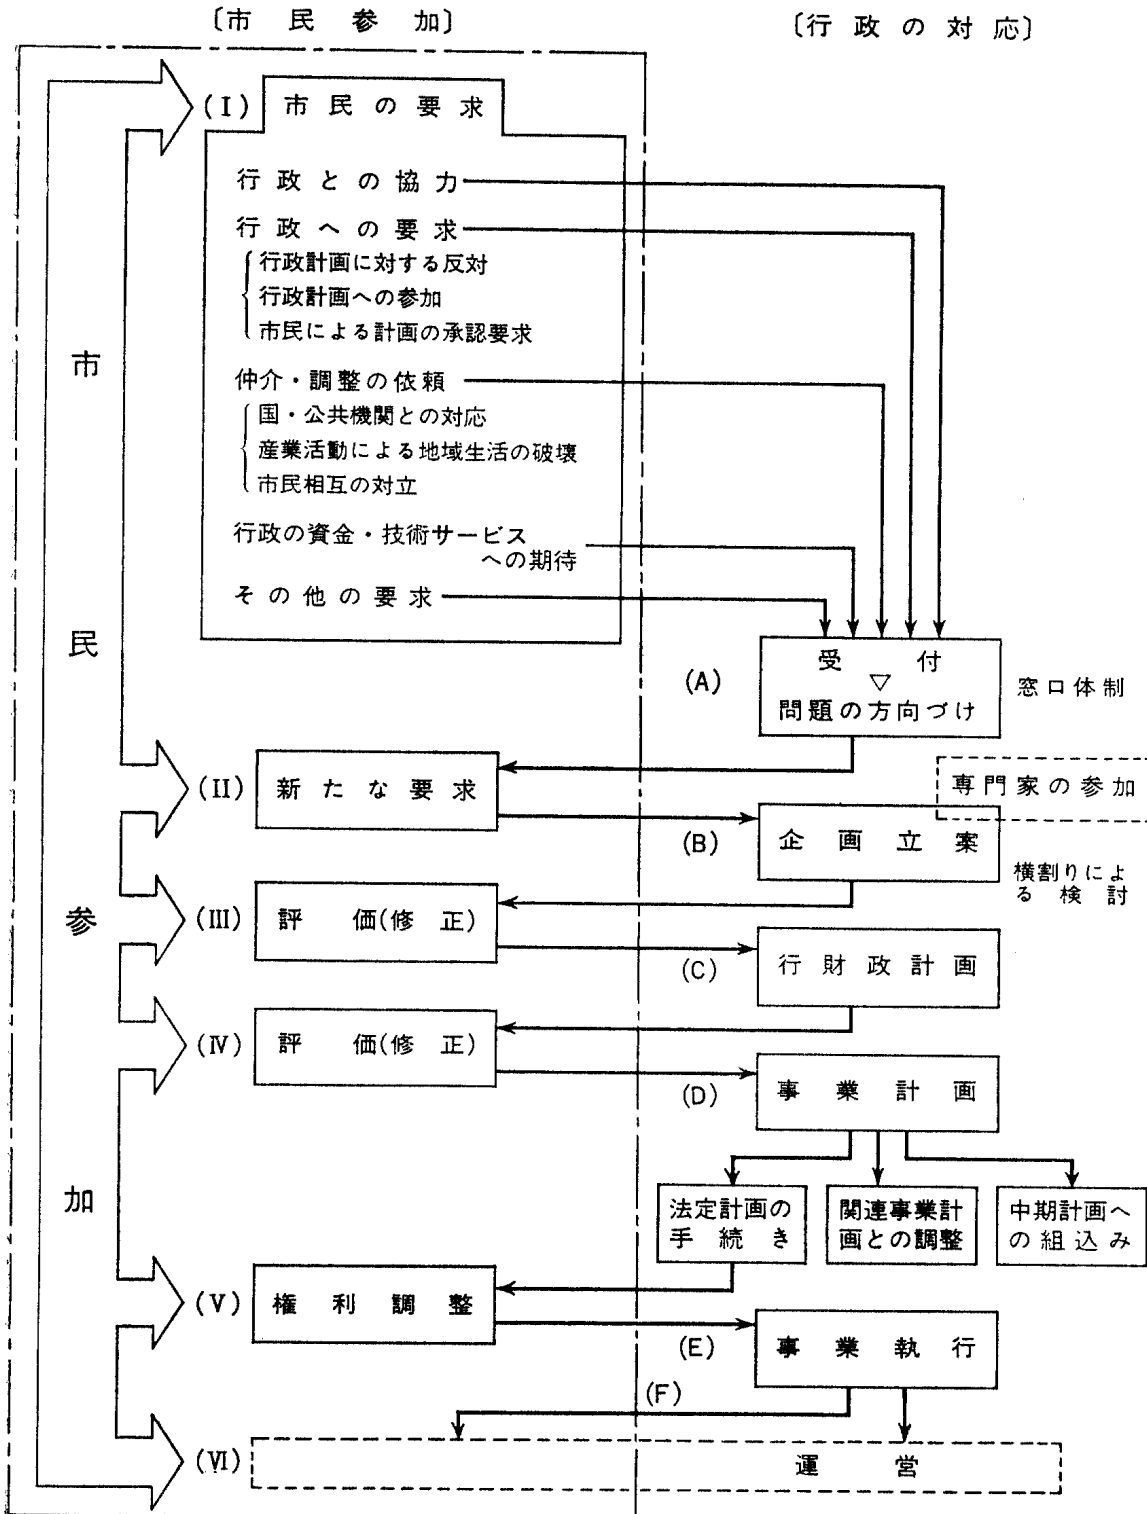 〔市民参加〕
〔行政の対応〕
(Ⅰ) 市民の要求
行政との協力
行政への要求
行政計画に対する反対
行政計画への参加
市民による計画の承認要求
仲介・調整の依頼
国・公共機関との対応
産業活動による地域生活の破壊
市民相互の対立
行政の資金・技術サービス
への期待
その他の要求
市民参加
(A)
受付
▽
問題の方向づけ
窓口体制
(Ⅱ) 新たな要求
専門家の参加
(B) 企画立案
横割りによ
る検討
(Ⅲ) 評価(修正)
(C) 行財政計画
(Ⅳ) 評価(修正)
(D) 事業計画
法定計画の
手続き
関連事業計
画との調整
中期計画へ
の組込み
(Ⅴ) 権利調整
(E) 事業執行
(F)
(Ⅵ) 運営